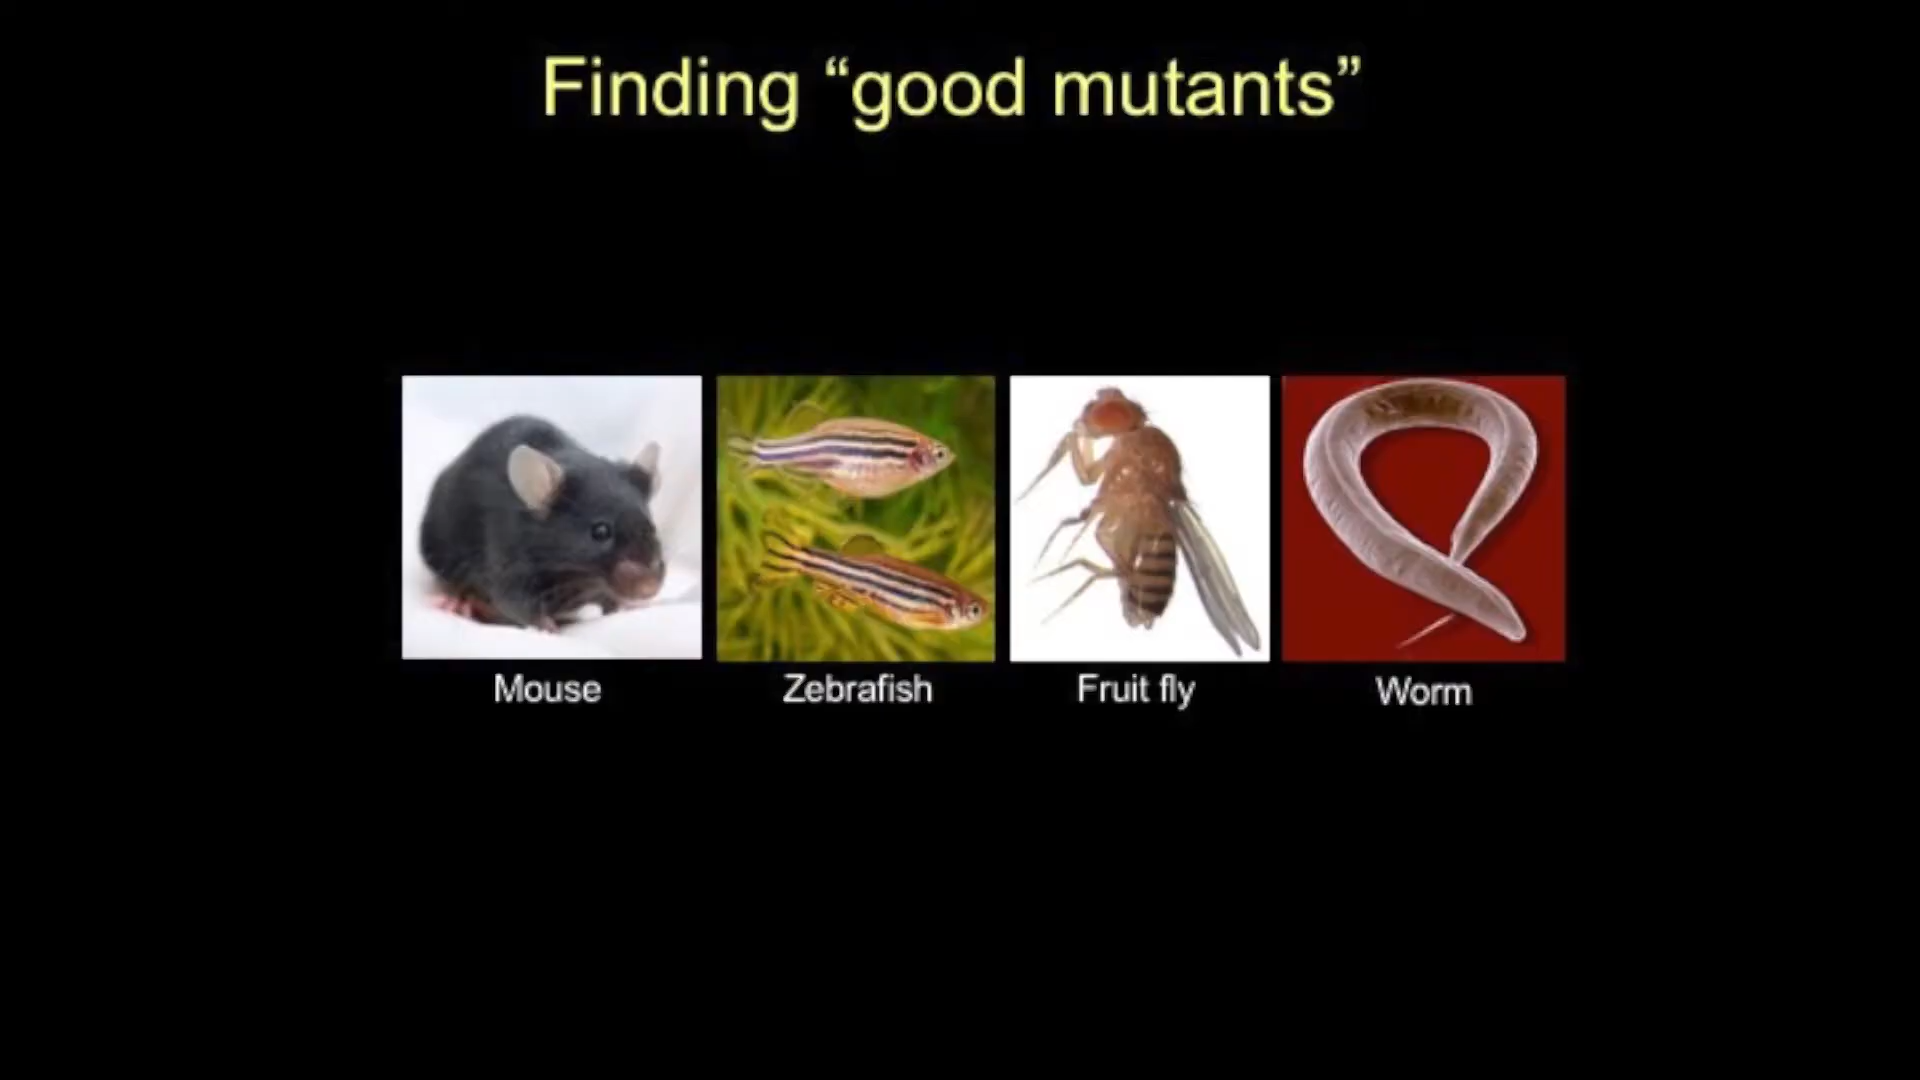 Finding “good mutants”
Mouse
Zebrafish
Fruit fly
Worm